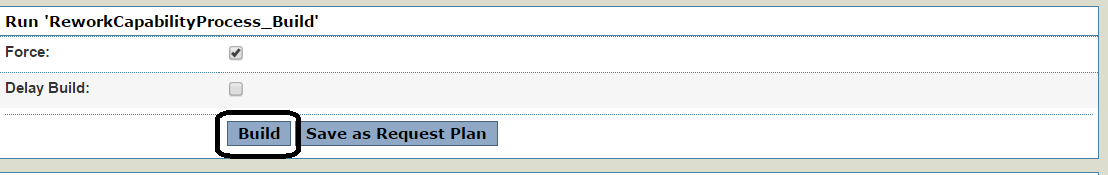 Run 'ReworkCapabilityProcess_Build'
Force:
Delay Build:
Build Save as Request Plan